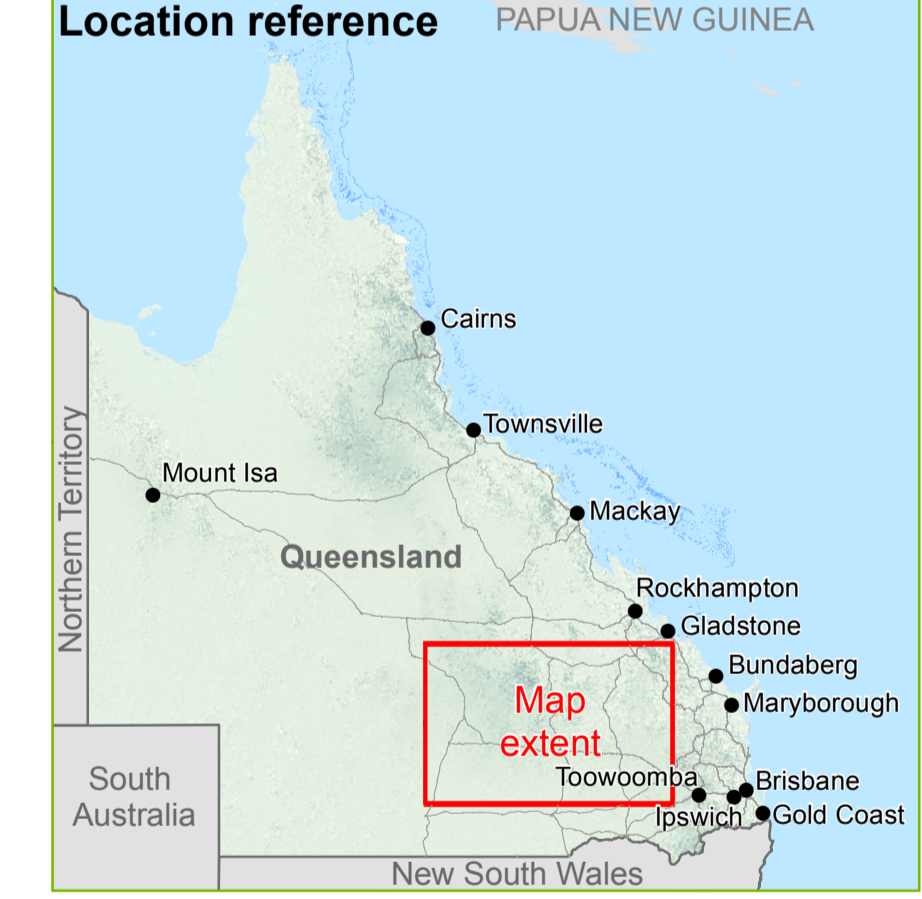 Location reference
PAPUA NEW GUINEA
Cairns
Townsville
Mount Isa
Mackay
Northern Territory
Queensland
Rockhampton
Gladstone
Bundaberg
Map
extent
Maryborough
Toowoomba
Brisbane
South
Australia
Ipswich
Gold Coast
New South Wales